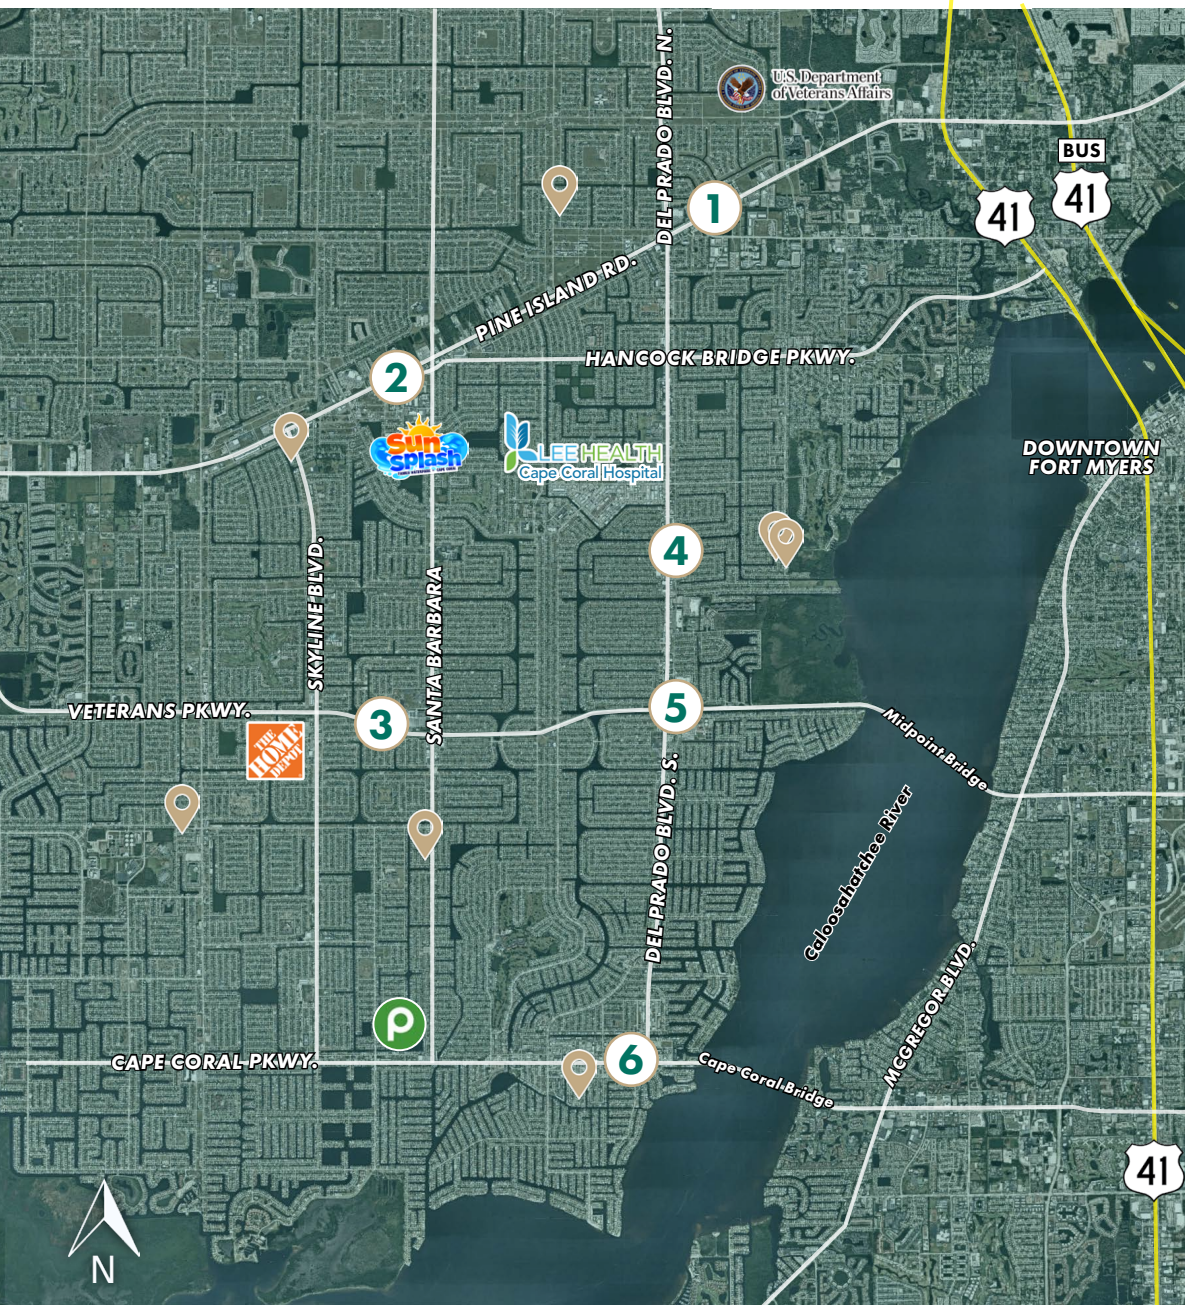 DEL PRADO BLVD. N.
U.S. Department
of Veterans Affairs
BUS
41
41
1
PINE ISLAND RD.
HANCOCK BRIDGE PKWY.
2
Sun
Splash
LEE HEALTH
Cape Coral Hospital
DOWNTOWN
FORT MYERS
4
SKYLINE BLVD.
SANTA BARBARA
VETERANS PKWY.
3
5
THE
HOME
DEPOT
Midpoint Bridge
DEL PRADO BLVD. S.
Caloosahatchee River
MCGREGOR BLVD.
p
CAPE CORAL PKWY.
6
Cape Coral Bridge
41
N